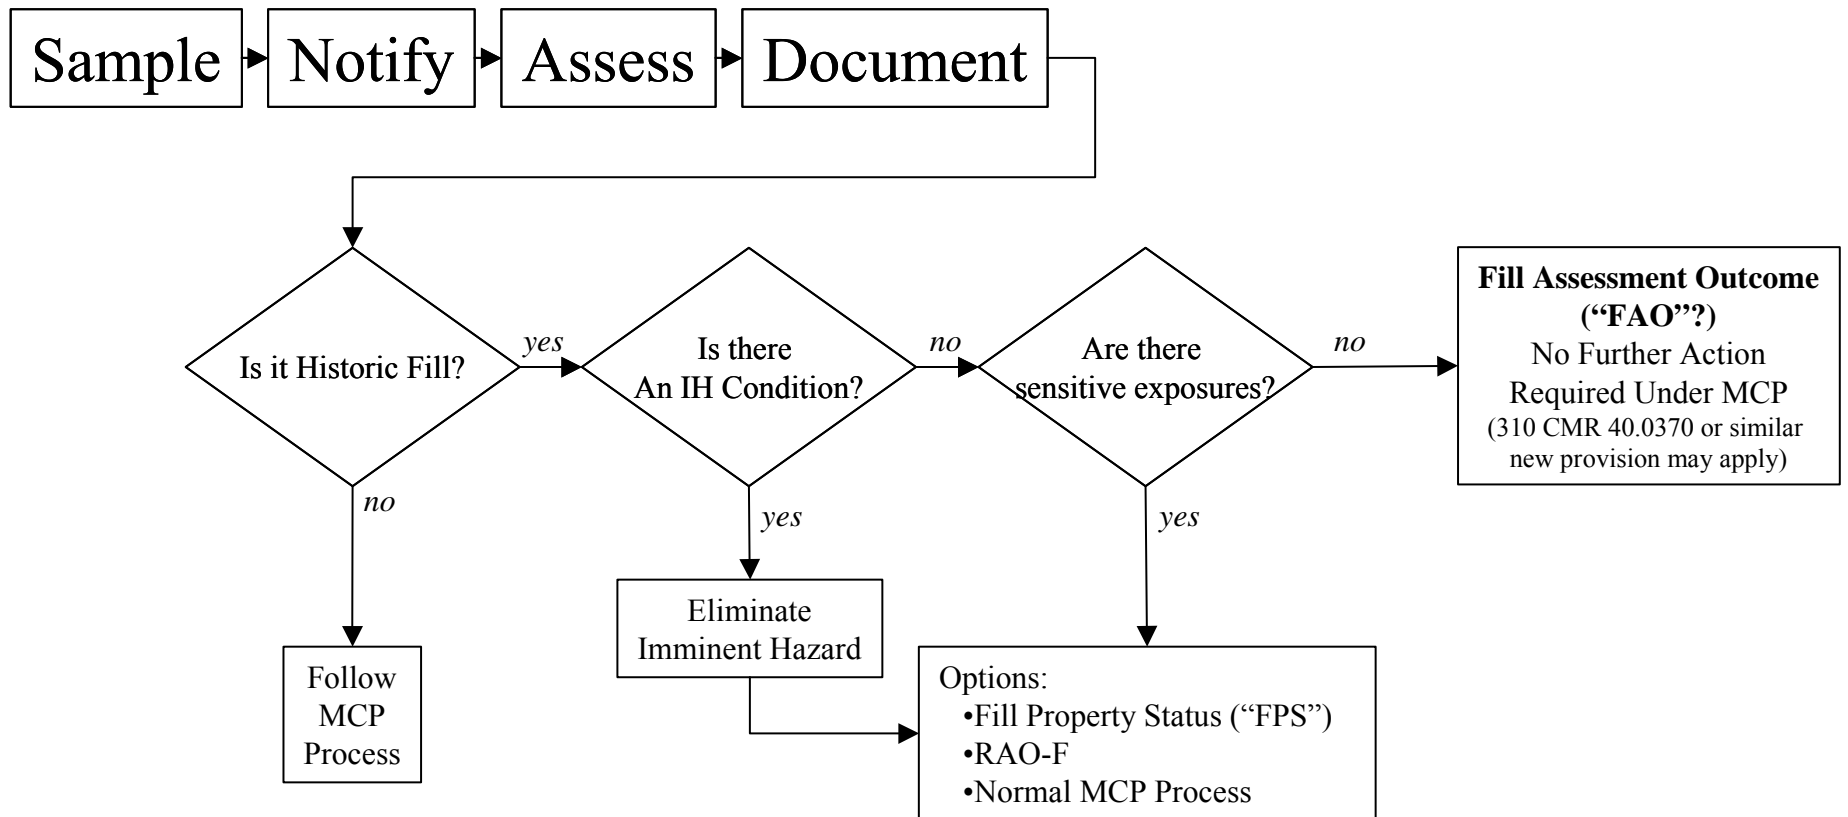 Sample
Notify
Assess
Document
Is it Historic Fill?
yes
no
Is there
An IH Condition?
no
yes
Are there
sensitive exposures?
no
yes
Fill Assessment Outcome
(“FAO”?)
No Further Action
Required Under MCP
(310 CMR 40.0370 or similar
new provision may apply)
Follow
MCP
Process
Eliminate
Imminent Hazard
Options:
•Fill Property Status (“FPS”)
•RAO-F
•Normal MCP Process